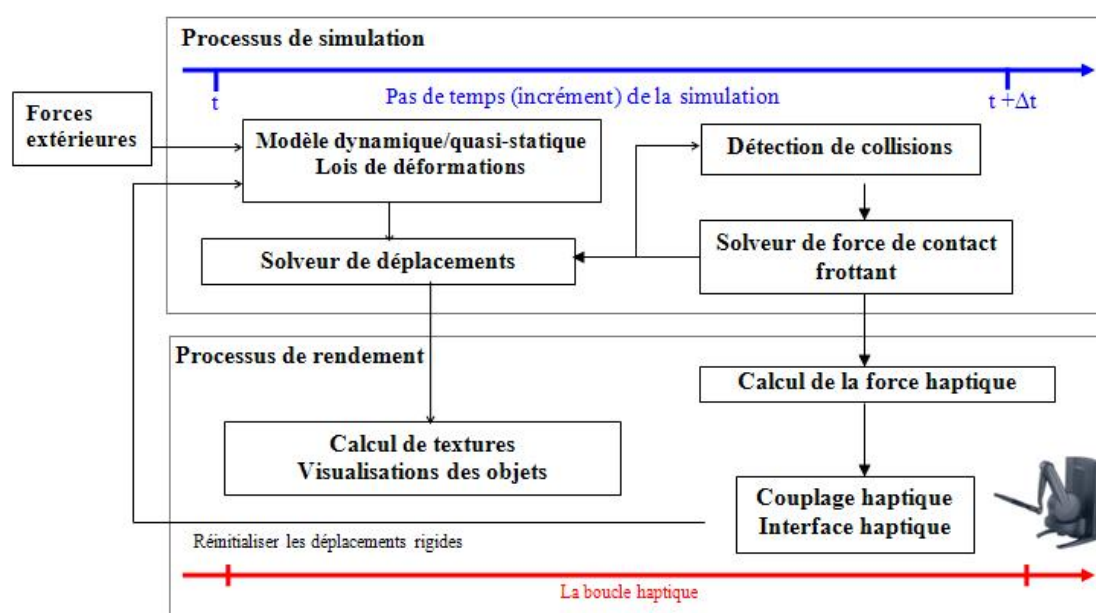 Processus de simulation
t
Pas de temps (incrément) de la simulation
t +Δt
Forces
extérieures
Modèle dynamique/quasi-statique
Lois de déformations
Détection de collisions
Solveur de déplacements
Solveur de force de contact
frottant
Processus de rendement
Calcul de la force haptique
Calcul de textures
Visualisations des objets
Couplage haptique
Interface haptique
Réinitialiser les déplacements rigides
La boucle haptique